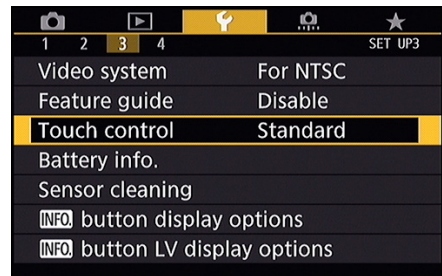 1 2 3 4 SET UP3
Video system For NTSC
Feature guide Disable
Touch control Standard
Battery info.
Sensor cleaning
INFO. button display options
INFO. button LV display options